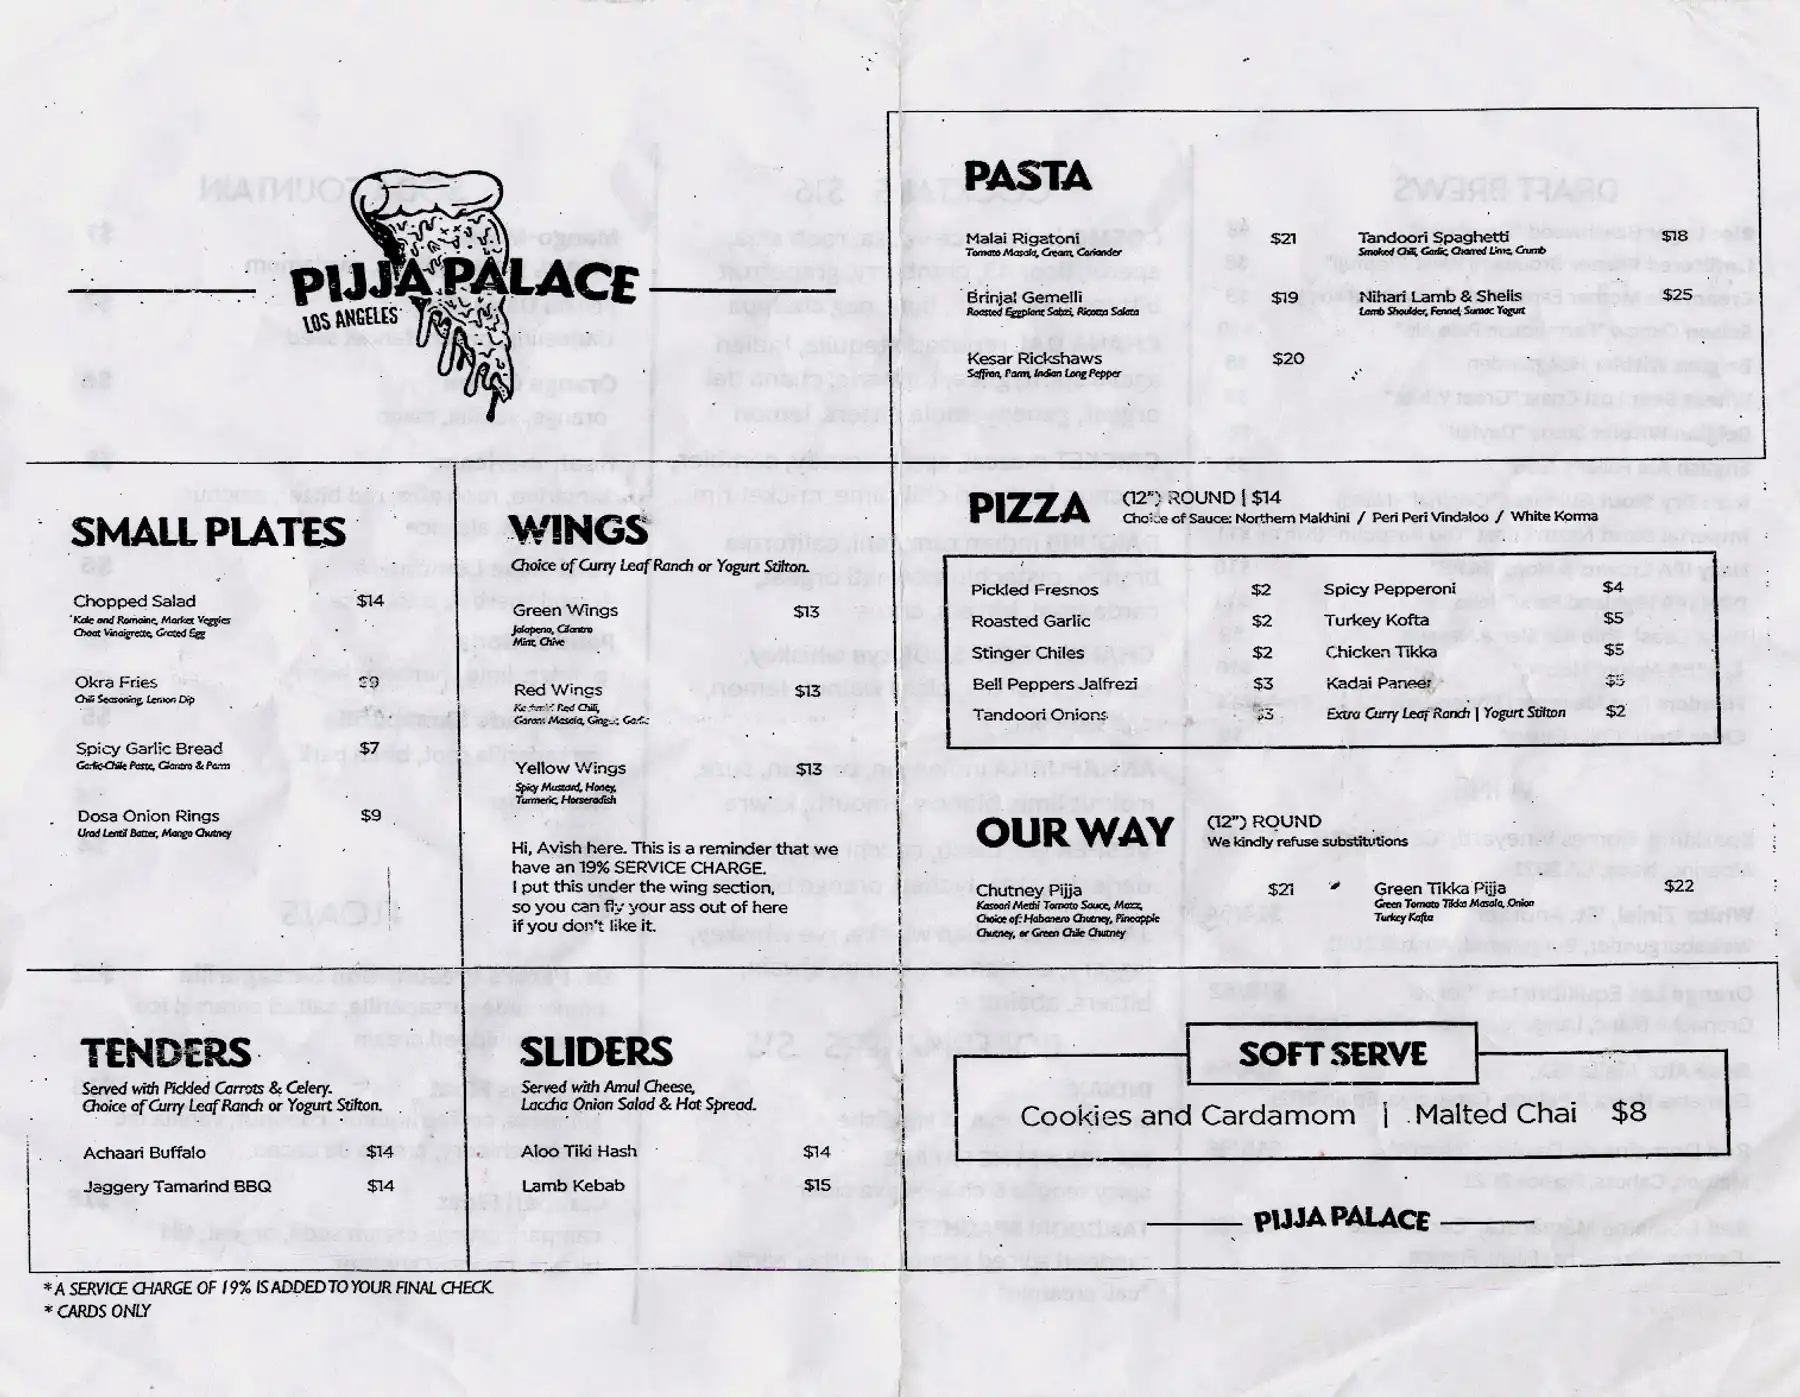 PIJJA PALACE
LOS ANGELES
SMALL PLATES
Chopped Salad $14
Kale and Romaine, Market Veggies
Chaat Vinaigrette, Grated Egg
Okra Fries $9
Chili Seasoning, Lemon Dip
Spicy Garlic Bread $7
Garlic-Chile Paste, Cilantro & Parm
Dosa Onion Rings $9
Urad Lentil Batter, Mango Chutney
WINGS
Choice of Curry Leaf Ranch or Yogurt Stilton.
Green Wings $13
Jalapeno, Cilantro
Mint, Chive
Red Wings $13
Kashmiri Red Chili,
Garam Masala, Ginger, Garlic
Yellow Wings $13
Spicy Mustard, Honey,
Turmeric, Horseradish
Hi, Avish here. This is a reminder that we
have an 19% SERVICE CHARGE.
I put this under the wing section,
so you can fly your ass out of here
if you don't like it.
TENDERS
Served with Pickled Carrots & Celery.
Choice of Curry Leaf Ranch or Yogurt Stilton.
Achaari Buffalo $14
Jaggery Tamarind BBQ $14
SLIDERS
Served with Amul Cheese,
Laccha Onion Salad & Hot Spread.
Aloo Tiki Hash $14
Lamb Kebab $15
* A SERVICE CHARGE OF 19% IS ADDED TO YOUR FINAL CHECK
* CARDS ONLY
PASTA
Malai Rigatoni $21
Tomato Masala, Cream, Coriander
Brinjal Gemelli $19
Roasted Eggplant Sabzi, Ricotta Salata
Kesar Rickshaws $20
Saffron, Parm, Indian Long Pepper
Tandoori Spaghetti $18
Smoked Chili, Garlic, Charred Lime, Crumb
Nihari Lamb & Shells $25
Lamb Shoulder, Fennel, Sumac Yogurt
PIZZA (12") ROUND | $14
Choice of Sauce: Northern Makhini / Peri Peri Vindaloo / White Korma
Pickled Fresnos $2
Roasted Garlic $2
Stinger Chiles $2
Bell Peppers Jalfrezi $3
Tandoori Onions $3
Spicy Pepperoni $4
Turkey Kofta $5
Chicken Tikka $5
Kadai Paneer $5
Extra Curry Leaf Ranch | Yogurt Stilton $2
OUR WAY (12") ROUND
We kindly refuse substitutions
Chutney Pijja $21
Kasoori Methi Tomato Sauce, Mozz,
Choice of: Habanero Chutney, Pineapple
Chutney, or Green Chile Chutney
Green Tikka Pijja $22
Green Tomato Tikka Masala, Onion
Turkey Kofta
SOFT SERVE
Cookies and Cardamom | Malted Chai $8
PIJJA PALACE